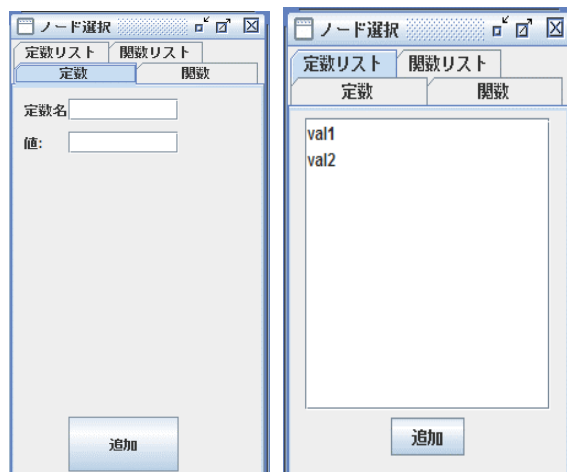 ノード選択
定数リスト 関数リスト
定数 関数
定数名
値:
追加
ノード選択
定数リスト 関数リスト
定数 関数
val1
val2
追加